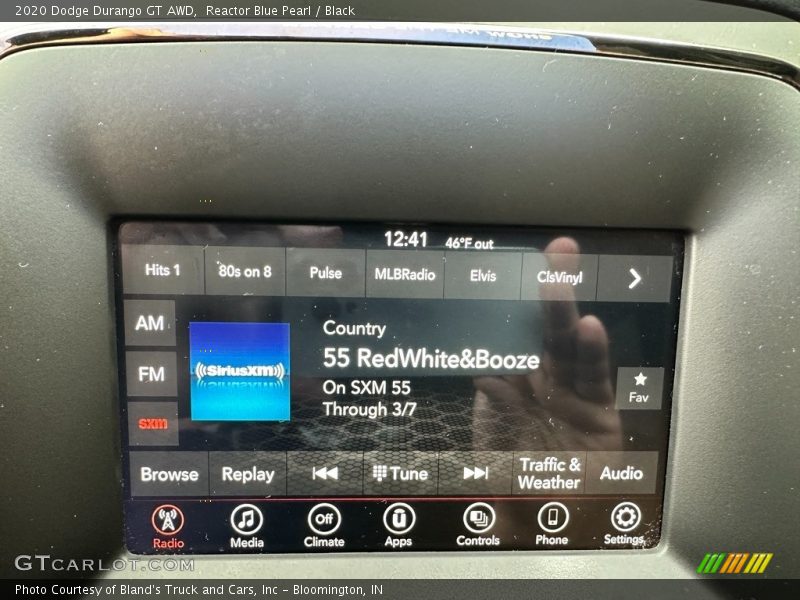 2020 Dodge Durango GT AWD, Reactor Blue Pearl / Black
12:41 46°F out
Hits 1 80s on 8 Pulse MLBRadio Elvis ClsVinyl
AM
FM
sxm
((SiriusXM))
Country
55 RedWhite&Booze
On SXM 55
Through 3/7
Fav
Browse Replay Tune Traffic & Weather Audio
Off
Radio Media Climate Apps Controls Phone Settings
GTCARLOT.COM
Photo Courtesy of Bland's Truck and Cars, Inc - Bloomington, IN